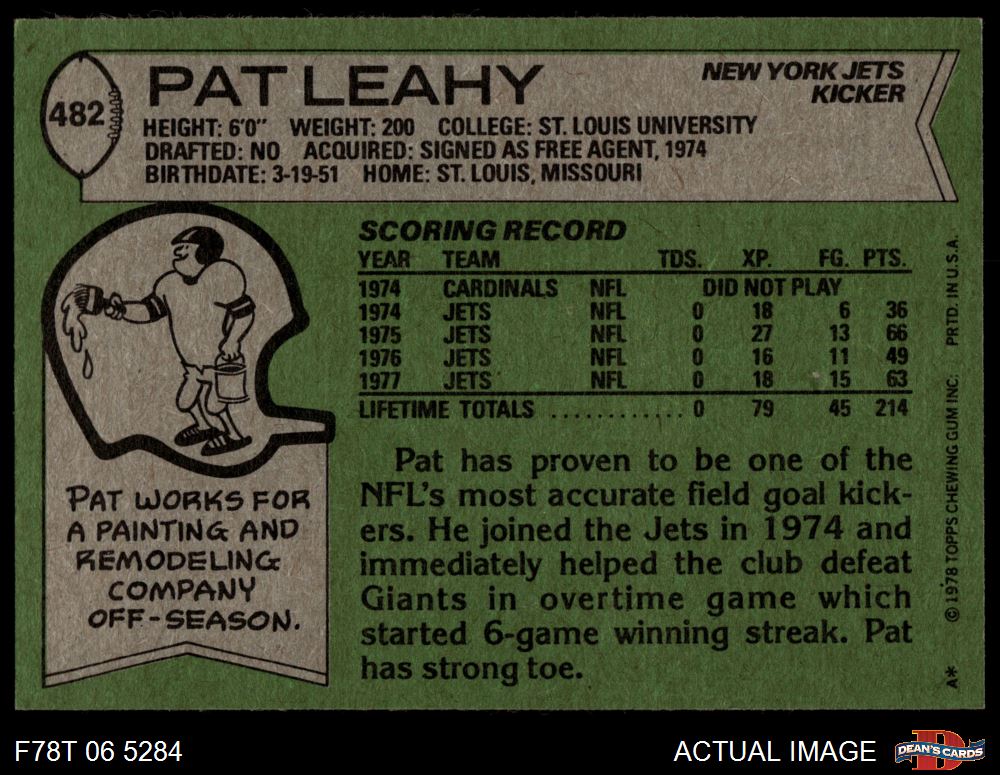 482
PAT LEAHY
NEW YORK JETS
KICKER
HEIGHT: 6'0" WEIGHT: 200 COLLEGE: ST. LOUIS UNIVERSITY
DRAFTED: NO ACQUIRED: SIGNED AS FREE AGENT, 1974
BIRTHDATE: 3-19-51 HOME: ST. LOUIS, MISSOURI
SCORING RECORD
YEAR TEAM TDS. XP. FG. PTS.
1974 CARDINALS NFL DID NOT PLAY
1974 JETS NFL 0 18 6 36
1975 JETS NFL 0 27 13 66
1976 JETS NFL 0 16 11 49
1977 JETS NFL 0 18 15 63
LIFETIME TOTALS ............ 0 79 45 214
PAT WORKS FOR
A PAINTING AND
REMODELING
COMPANY
OFF-SEASON.
Pat has proven to be one of the
NFL's most accurate field goal kick-
ers. He joined the Jets in 1974 and
immediately helped the club defeat
Giants in overtime game which
started 6-game winning streak. Pat
has strong toe.
A* © 1978 TOPPS CHEWING GUM INC. PRTD. IN U.S.A.
F78T 06 5284
ACTUAL IMAGE
D
DEAN'S CARDS